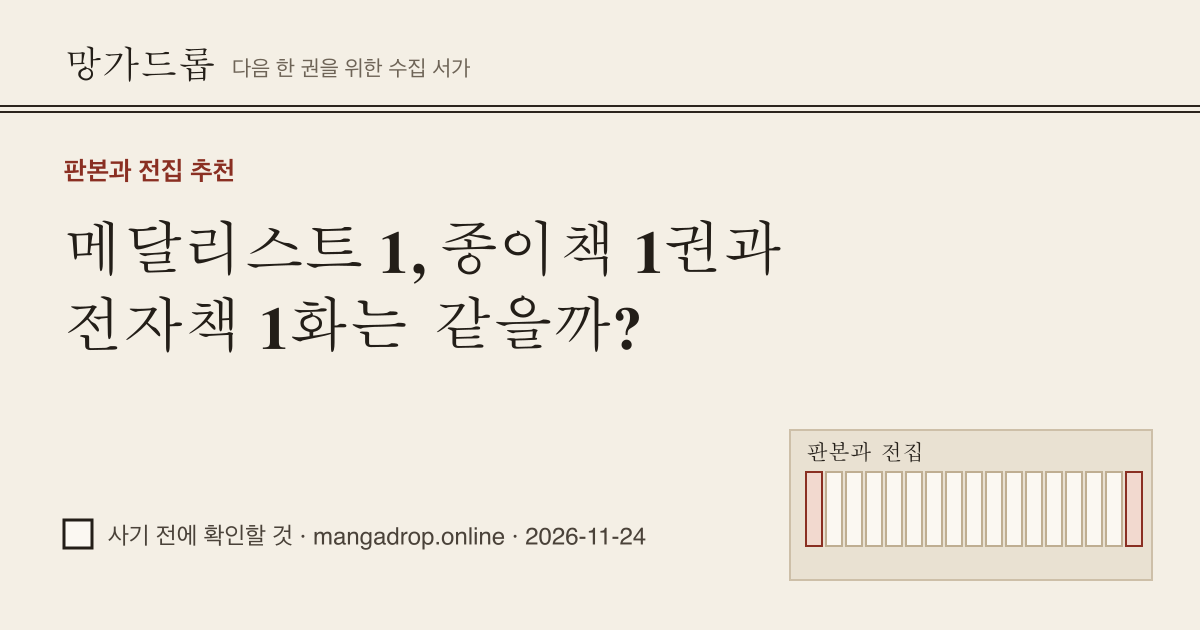 망가드롭 다음 한 권을 위한 수집 서가
판본과 전집 추천
메달리스트 1, 종이책 1권과
전자책 1화는 같을까?
판본과 전집
사기 전에 확인할 것 · mangadrop.online · 2026-11-24